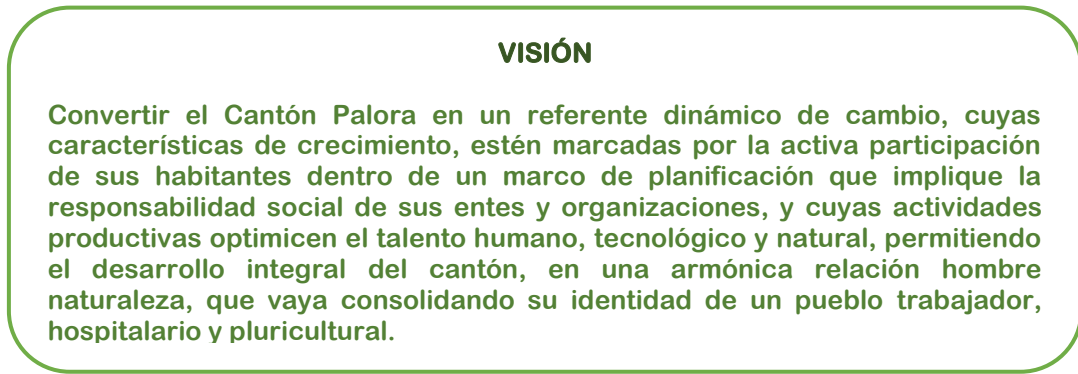 VISIÓN
Convertir el Cantón Palora en un referente dinámico de cambio, cuyas
características de crecimiento, estén marcadas por la activa participación
de sus habitantes dentro de un marco de planificación que implique la
responsabilidad social de sus entes y organizaciones, y cuyas actividades
productivas optimicen el talento humano, tecnológico y natural, permitiendo
el desarrollo integral del cantón, en una armónica relación hombre
naturaleza, que vaya consolidando su identidad de un pueblo trabajador,
hospitalario y pluricultural.